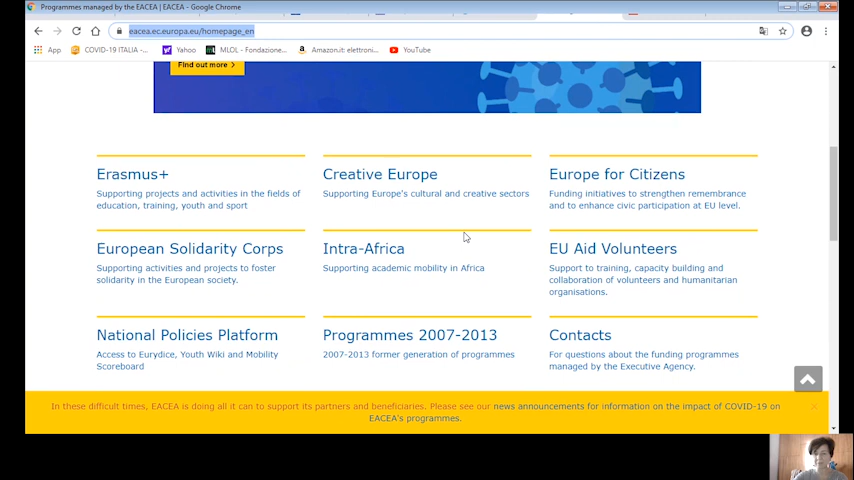 Programmes managed by the EACEA | EACEA - Google Chrome
eacea.ec.europa.eu/homepage_en
App COVID-19 ITALIA -... Yahoo MLOL - Fondazione... Amazon.it: elettroni... YouTube
Find out more >
Erasmus+
Supporting projects and activities in the fields of
education, training, youth and sport
Creative Europe
Supporting Europe's cultural and creative sectors
Europe for Citizens
Funding initiatives to strengthen remembrance
and to enhance civic participation at EU level.
European Solidarity Corps
Supporting activities and projects to foster
solidarity in the European society.
Intra-Africa
Supporting academic mobility in Africa
EU Aid Volunteers
Support to training, capacity building and
collaboration of volunteers and humanitarian
organisations.
National Policies Platform
Access to Eurydice, Youth Wiki and Mobility
Scoreboard
Programmes 2007-2013
2007-2013 former generation of programmes
Contacts
For questions about the funding programmes
managed by the Executive Agency.
In these difficult times, EACEA is doing all it can to support its partners and beneficiaries. Please see our news announcements for information on the impact of COVID-19 on
EACEA's programmes.